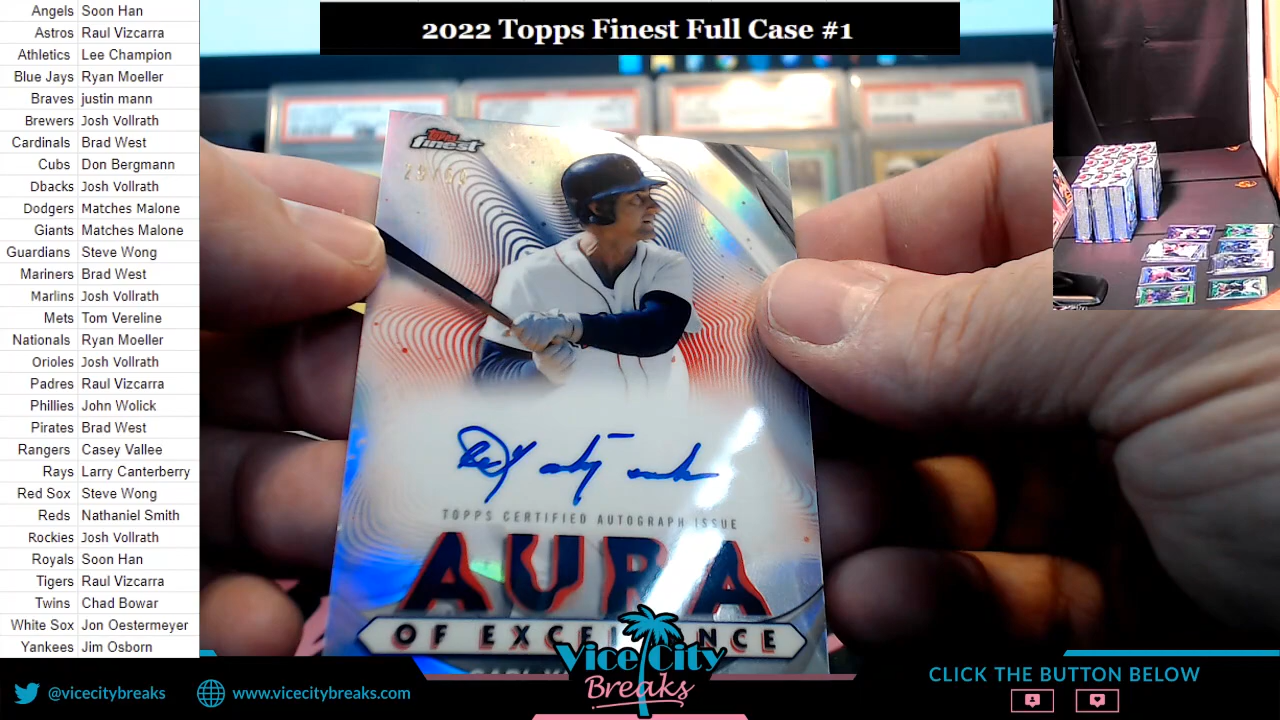 2022 Topps Finest Full Case #1
Angels Soon Han
Astros Raul Vizcarra
Athletics Lee Champion
Blue Jays Ryan Moeller
Braves justin mann
Brewers Josh Vollrath
Cardinals Brad West
Cubs Don Bergmann
Dbacks Josh Vollrath
Dodgers Matches Malone
Giants Matches Malone
Guardians Steve Wong
Mariners Brad West
Marlins Josh Vollrath
Mets Tom Vereline
Nationals Ryan Moeller
Orioles Josh Vollrath
Padres Raul Vizcarra
Phillies John Wolick
Pirates Brad West
Rangers Casey Vallee
Rays Larry Canterberry
Red Sox Steve Wong
Reds Nathaniel Smith
Rockies Josh Vollrath
Royals Soon Han
Tigers Raul Vizcarra
Twins Chad Bowar
White Sox Jon Oestermeyer
Yankees Jim Osborn
Topps
finest
TOPPS CERTIFIED AUTOGRAPH ISSUE
AURA
OF EXCELLENCE
Vice City
Breaks
@vicecitybreaks
www.vicecitybreaks.com
CLICK THE BUTTON BELOW